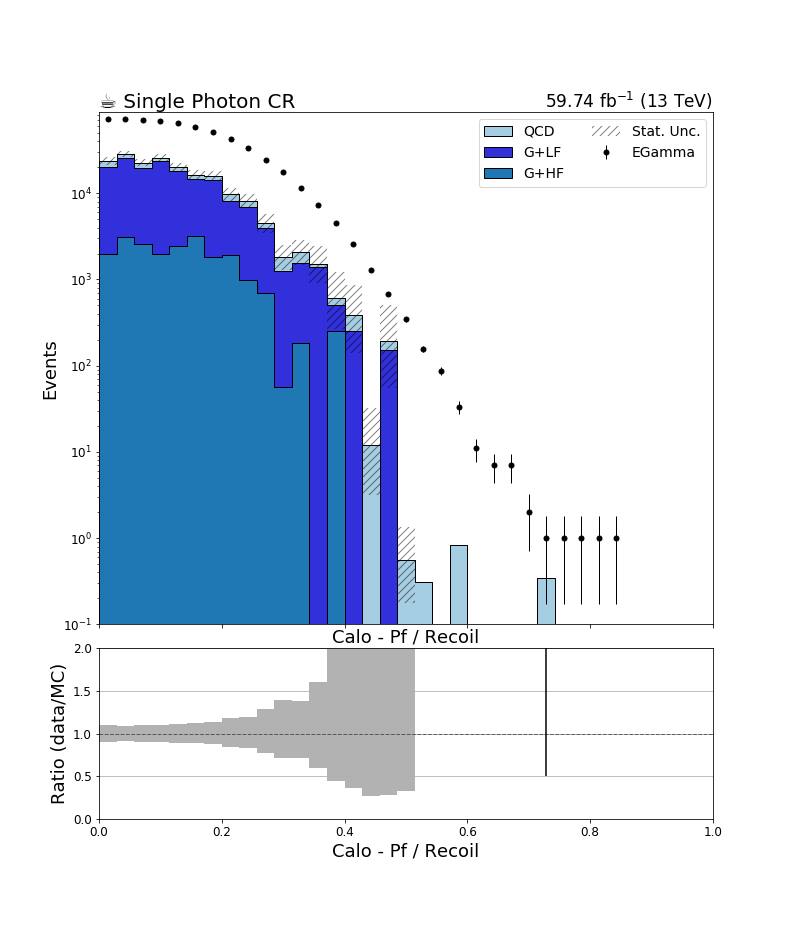 ☕ Single Photon CR
59.74 fb⁻¹ (13 TeV)
QCD
G+LF
G+HF
Stat. Unc.
EGamma
Events
10⁴
10³
10²
10¹
10⁰
10⁻¹
Calo - Pf / Recoil
Ratio (data/MC)
2.0
1.5
1.0
0.5
0.0
0.0 0.2 0.4 0.6 0.8 1.0
Calo - Pf / Recoil